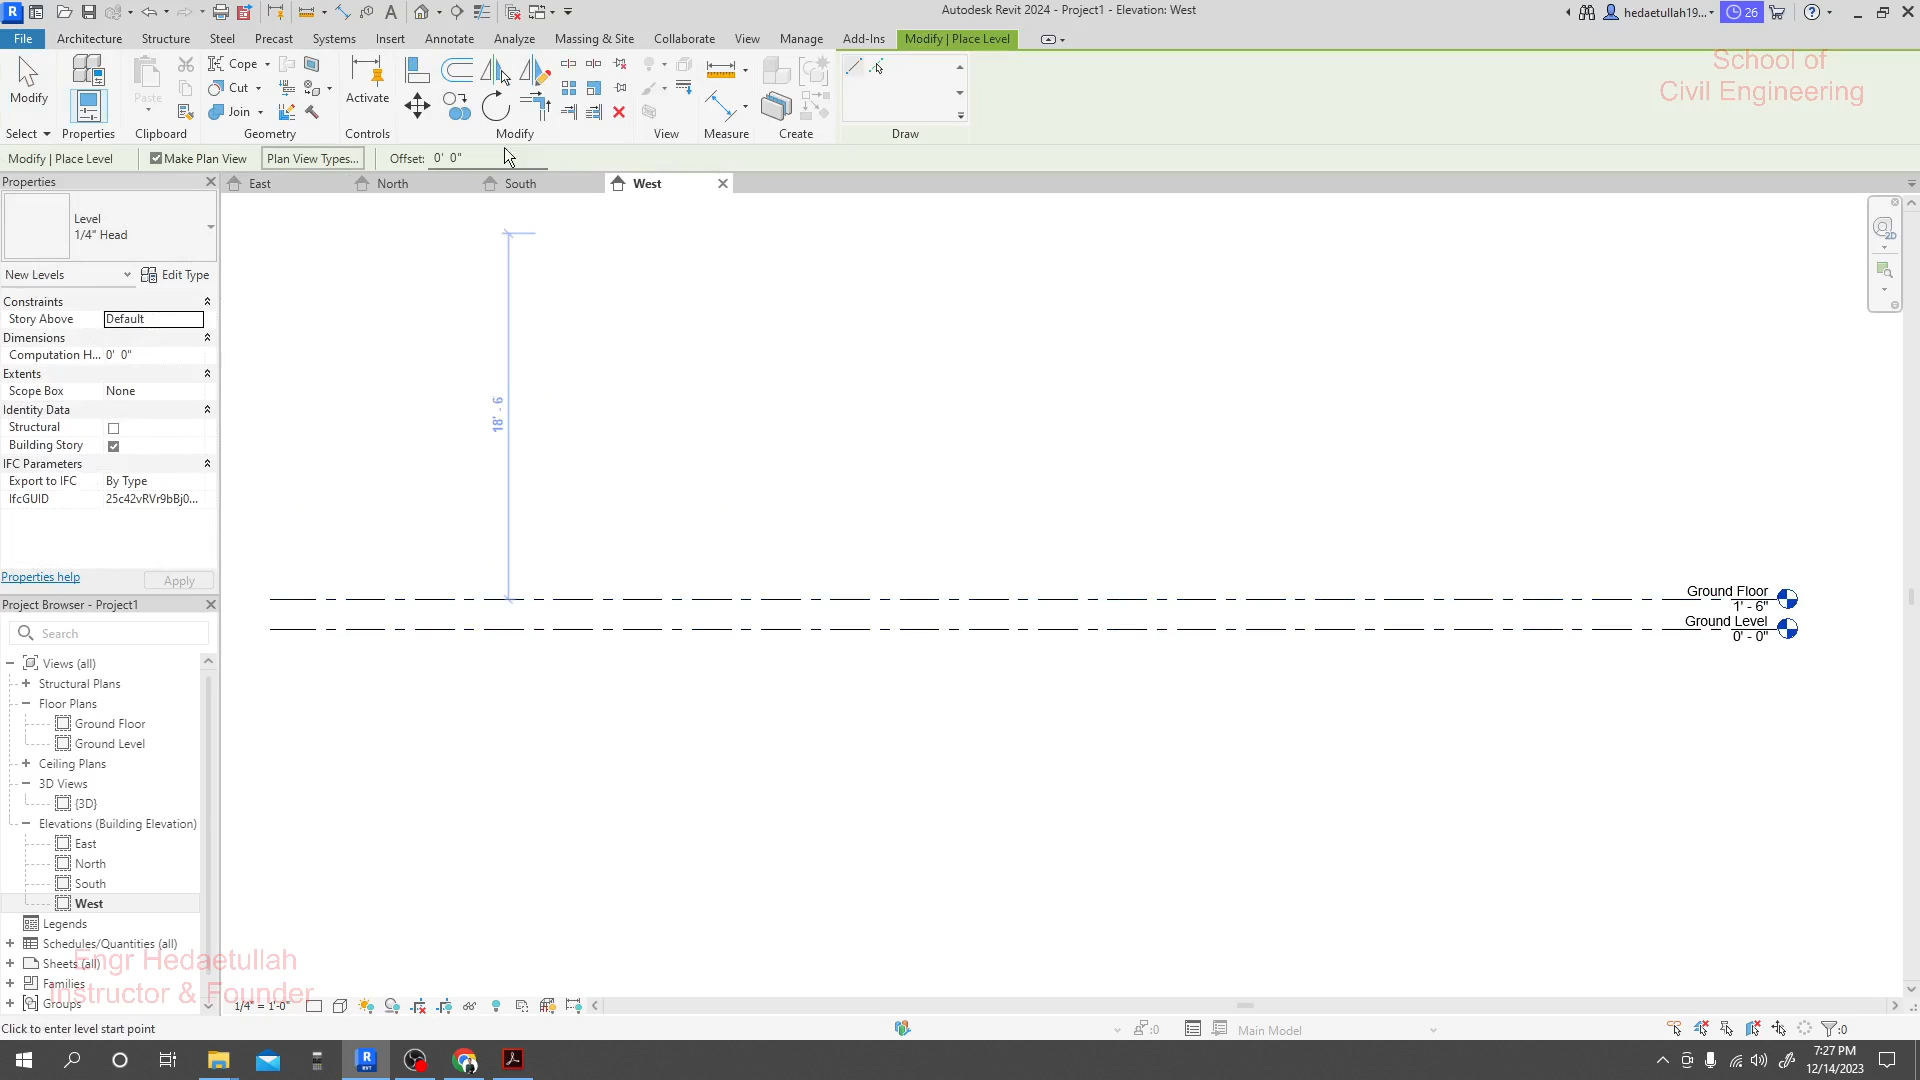 Autodesk Revit 2024 - Project1 - Elevation: West
hedaetullah19...
26
File
Architecture
Structure
Steel
Precast
Systems
Insert
Annotate
Analyze
Massing & Site
Collaborate
View
Manage
Add-Ins
Modify | Place Level
Modify
Paste
Cope
Cut
Join
Activate
Select
Properties
Clipboard
Geometry
Controls
Modify
View
Measure
Create
Draw
School of
Civil Engineering
Modify | Place Level
Make Plan View
Plan View Types...
Offset: 0' 0"
Properties
East
North
South
West
Level
1/4" Head
New Levels
Edit Type
Constraints
Story Above Default
Dimensions
Computation H... 0' 0"
Extents
Scope Box None
Identity Data
Structural
Building Story
IFC Parameters
Export to IFC By Type
IfcGUID 25c42vRVr9bBj0...
Properties help
Apply
2D
18' - 6
Ground Floor
1' - 6"
Ground Level
0' - 0"
Project Browser - Project1
Search
Views (all)
Structural Plans
Floor Plans
Ground Floor
Ground Level
Ceiling Plans
3D Views
{3D}
Elevations (Building Elevation)
East
North
South
West
Legends
Schedules/Quantities (all)
Sheets (all)
Families
Groups
Engr Hedaetullah
Instructor & Founder
1/4" = 1'-0"
Click to enter level start point
:0
Main Model
:0
7:27 PM
12/14/2023